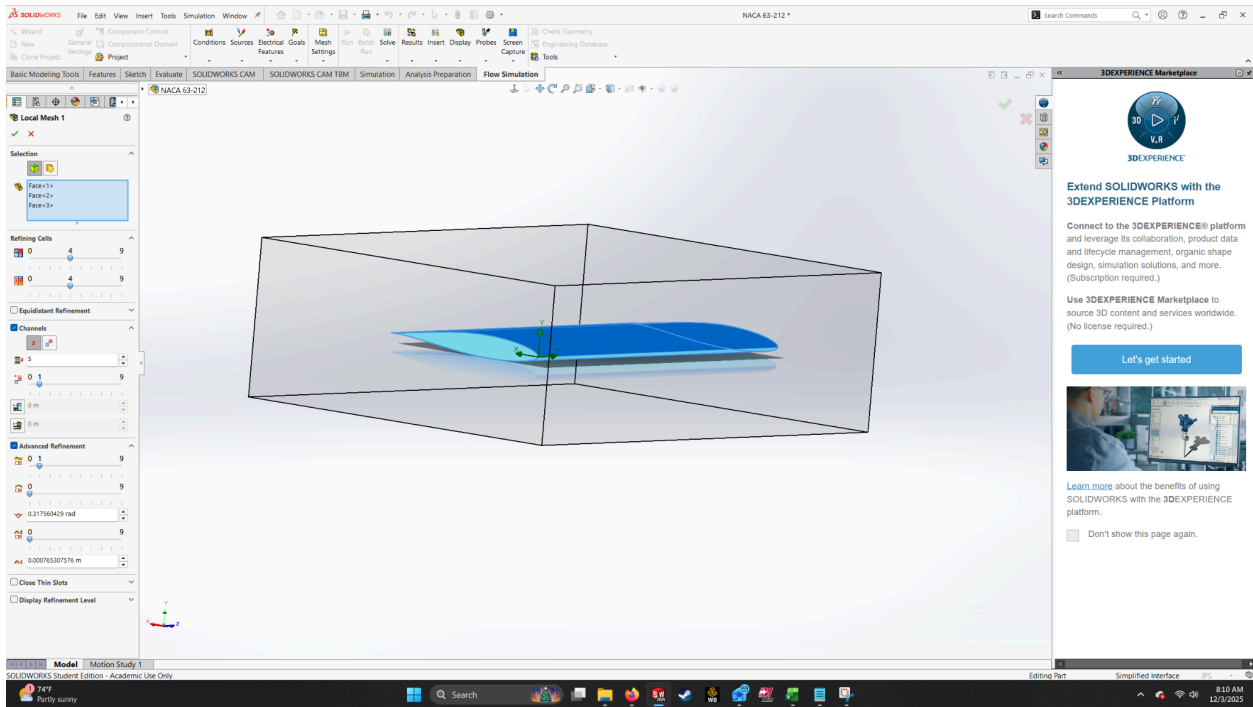 SOLIDWORKS File Edit View Insert Tools Simulation Window
NACA 63-212 *
Search Commands
Wizard
New
Clone Project
General Settings
Component Control
Computational Domain
Project
Conditions
Sources
Electrical Features
Goals
Mesh Settings
Run
Batch Run
Solve
Results
Insert
Display
Probes
Screen Capture
Check Geometry
Engineering Database
Tools
Basic Modeling Tools Features Sketch Evaluate SOLIDWORKS CAM SOLIDWORKS CAM TBM Simulation Analysis Preparation Flow Simulation
NACA 63-212
Local Mesh 1
Selection
Face<1>
Face<2>
Face<3>
Refining Cells
0 4 9
0 4 9
Equidistant Refinement
Channels
5
0 1 9
0 m
0 m
Advanced Refinement
0 1 9
0 9
0.317560429 rad
0 9
0.000765307576 m
Close Thin Slots
Display Refinement Level
Y
X
Z
Y
X
Z
3DEXPERIENCE Marketplace
3D
V.R
3DEXPERIENCE
Extend SOLIDWORKS with the
3DEXPERIENCE Platform
Connect to the 3DEXPERIENCE® platform
and leverage its collaboration, product data
and lifecycle management, organic shape
design, simulation solutions, and more.
(Subscription required.)
Use 3DEXPERIENCE Marketplace to
source 3D content and services worldwide.
(No license required.)
Let's get started
Learn more about the benefits of using
SOLIDWORKS with the 3DEXPERIENCE
platform.
Don't show this page again.
Model Motion Study 1
SOLIDWORKS Student Edition - Academic Use Only
Editing Part Simplified Interface IPS
1
74°F
Partly sunny
Search
SW
WB
8:10 AM
12/3/2025